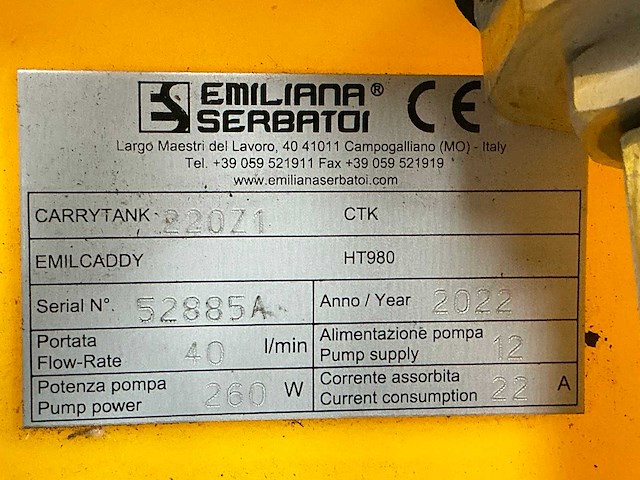 EMILIANA®
SERBATOI
CE
Largo Maestri del Lavoro, 40 41011 Campogalliano (MO) - Italy
Tel. +39 059 521911 Fax +39 059 521919
www.emilianaserbatoi.com
CARRYTANK 220Z1 CTK
EMILCADDY HT980
Serial N°. 52885A Anno / Year 2022
Portata
Flow-Rate 40 l/min
Alimentazione pompa
Pump supply 12
Potenza pompa
Pump power 260 W
Corrente assorbita
Current consumption 22 A